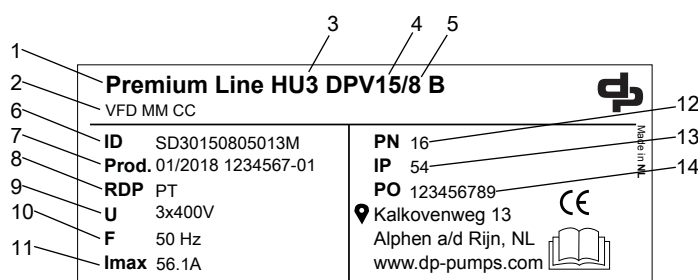 3 4 5
1 Premium Line HU3 DPV15/8 B dp
2 VFD MM CC
6 ID SD30150805013M
7 Prod. 01/2018 1234567-01
8 RDP PT
9 U 3x400V
10 F 50 Hz
11 Imax 56.1A
PN 16 12
IP 54 13
PO 123456789 14
Kalkovenweg 13
Alphen a/d Rijn, NL
www.dp-pumps.com
CE
Made in NL